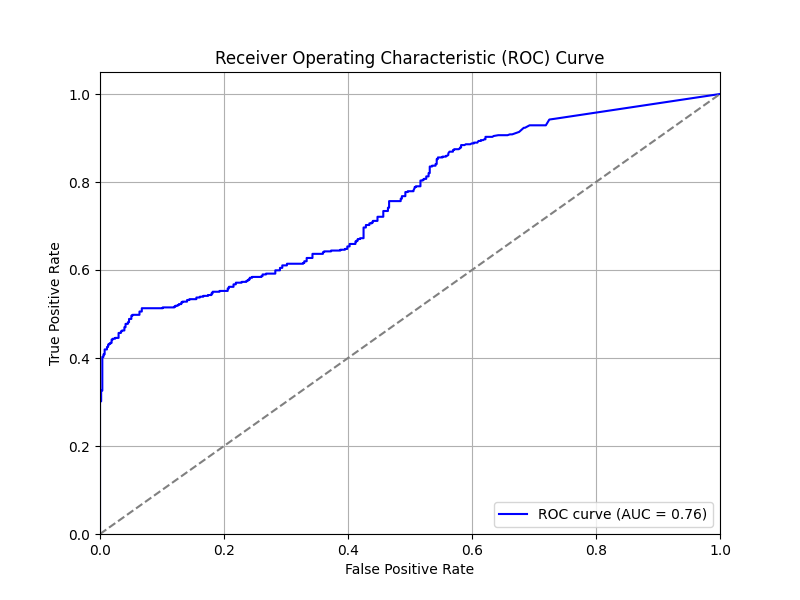 Receiver Operating Characteristic (ROC) Curve
1.0
0.8
0.6
0.4
0.2
0.0
True Positive Rate
ROC curve (AUC = 0.76)
0.0 0.2 0.4 0.6 0.8 1.0
False Positive Rate